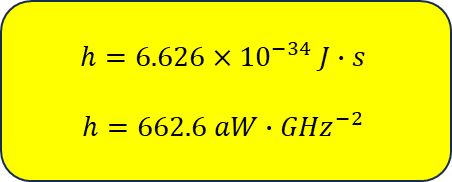 h = 6.626 × 10⁻³⁴ J · s
h = 662.6 aW · GHz⁻²